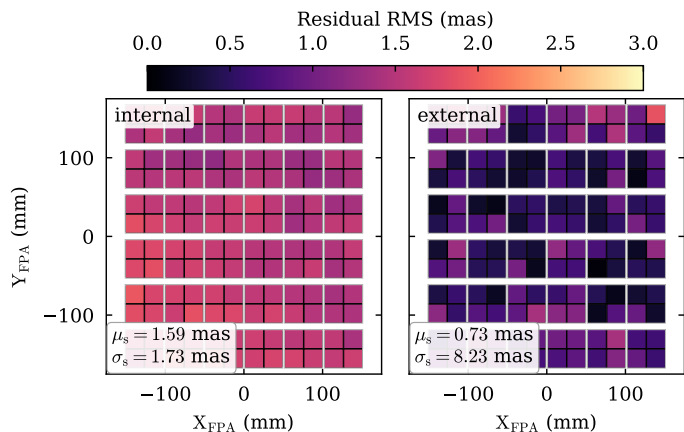 Residual RMS (mas)
0.0 0.5 1.0 1.5 2.0 2.5 3.0
internal external
100
0
−100
Y_FPA (mm)
μ_s = 1.59 mas
σ_s = 1.73 mas
μ_s = 0.73 mas
σ_s = 8.23 mas
−100 0 100 −100 0 100
X_FPA (mm) X_FPA (mm)